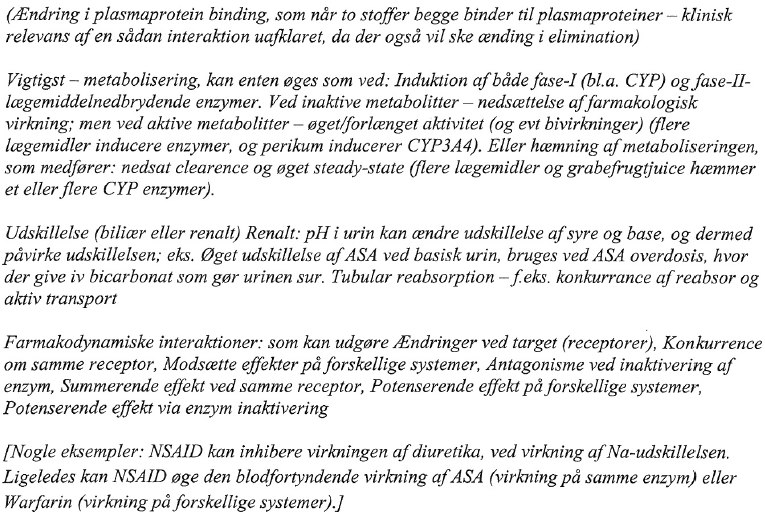 (Ændring i plasmaprotein binding, som når to stoffer begge binder til plasmaproteiner – klinisk
relevans af en sådan interaktion uafklaret, da der også vil ske ænding i elimination)
Vigtigst – metabolisering, kan enten øges som ved: Induktion af både fase-I (bl.a. CYP) og fase-II-
lægemiddelnedbrydende enzymer. Ved inaktive metabolitter – nedsættelse af farmakologisk
virkning; men ved aktive metabolitter – øget/forlænget aktivitet (og evt bivirkninger) (flere
lægemidler inducere enzymer, og perikum inducerer CYP3A4). Eller hæmning af metaboliseringen,
som medfører: nedsat clearence og øget steady-state (flere lægemidler og grabefrugtjuice hæmmer
et eller flere CYP enzymer).
Udskillelse (biliær eller renalt) Renalt: pH i urin kan ændre udskillelse af syre og base, og dermed
påvirke udskillelsen; eks. Øget udskillelse af ASA ved basisk urin, bruges ved ASA overdosis, hvor
der give iv bicarbonat som gør urinen sur. Tubular reabsorption – f.eks. konkurrance af reabsor og
aktiv transport
Farmakodynamiske interaktioner: som kan udgøre Ændringer ved target (receptorer), Konkurrence
om samme receptor, Modsætte effekter på forskellige systemer, Antagonisme ved inaktivering af
enzym, Summerende effekt ved samme receptor, Potenserende effekt på forskellige systemer,
Potenserende effekt via enzym inaktivering
[Nogle eksempler: NSAID kan inhibere virkningen af diuretika, ved virkning af Na-udskillelsen.
Ligeledes kan NSAID øge den blodfortyndende virkning af ASA (virkning på samme enzym) eller
Warfarin (virkning på forskellige systemer).]